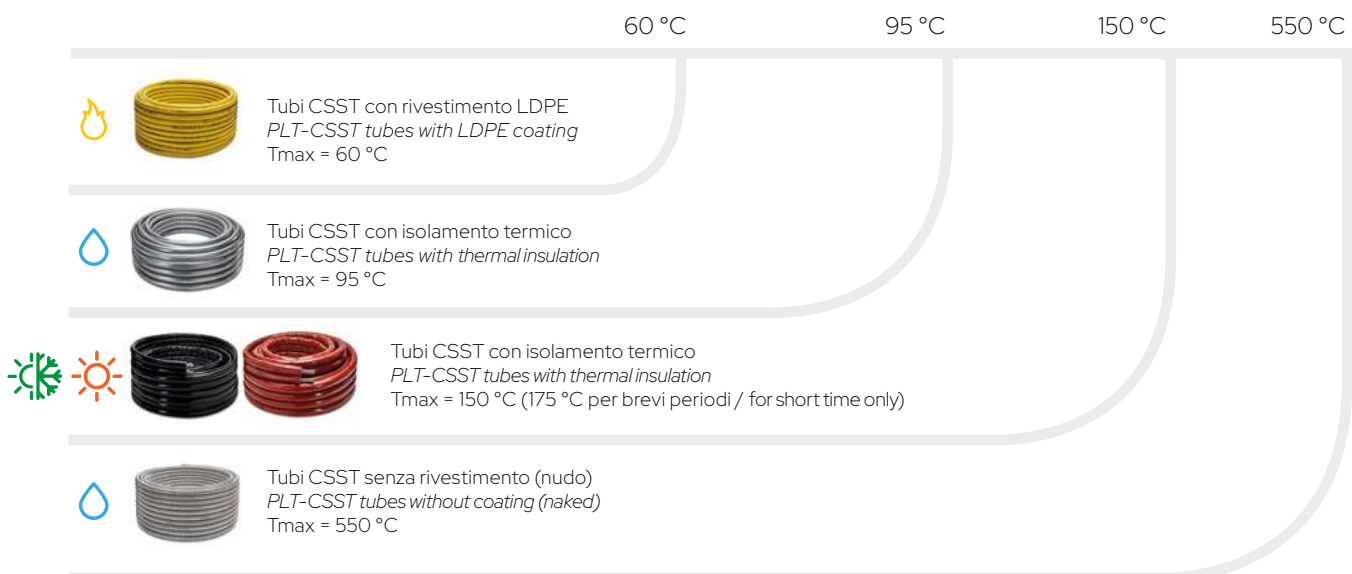 60 °C
95 °C
150 °C
550 °C
Tubi CSST con rivestimento LDPE
PLT-CSST tubes with LDPE coating
Tmax = 60 °C
Tubi CSST con isolamento termico
PLT-CSST tubes with thermal insulation
Tmax = 95 °C
Tubi CSST con isolamento termico
PLT-CSST tubes with thermal insulation
Tmax = 150 °C (175 °C per brevi periodi / for short time only)
Tubi CSST senza rivestimento (nudo)
PLT-CSST tubes without coating (naked)
Tmax = 550 °C